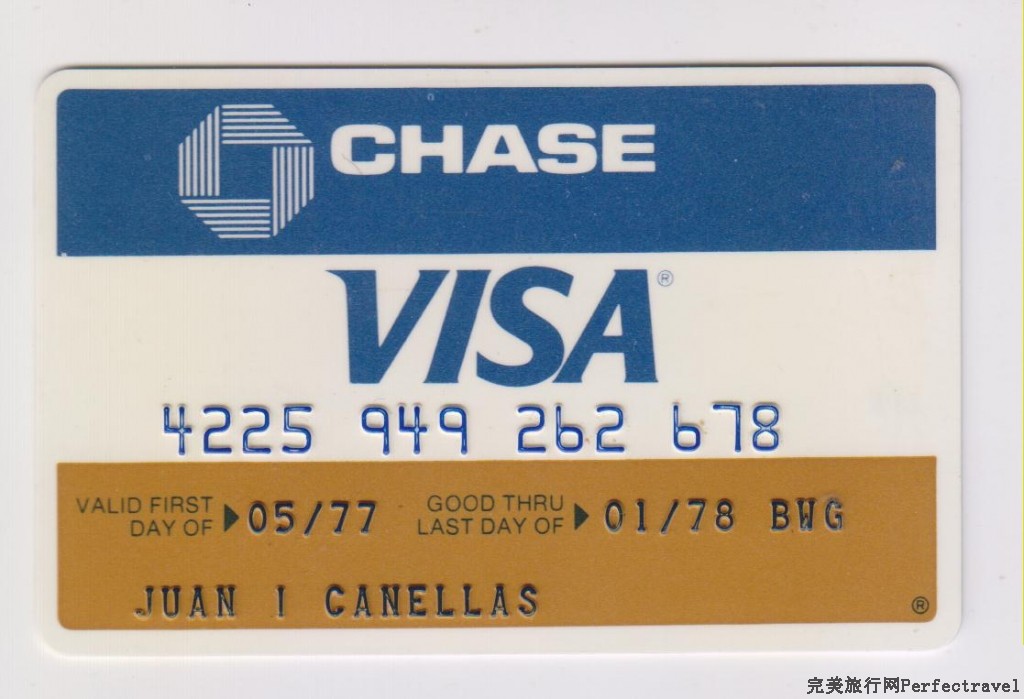 CHASE
VISA®
4225 949 262 678
VALID FIRST DAY OF ▶ 05/77 GOOD THRU LAST DAY OF ▶ 01/78 BWG
JUAN I CANELLAS
®
完美旅行网Perfectravel